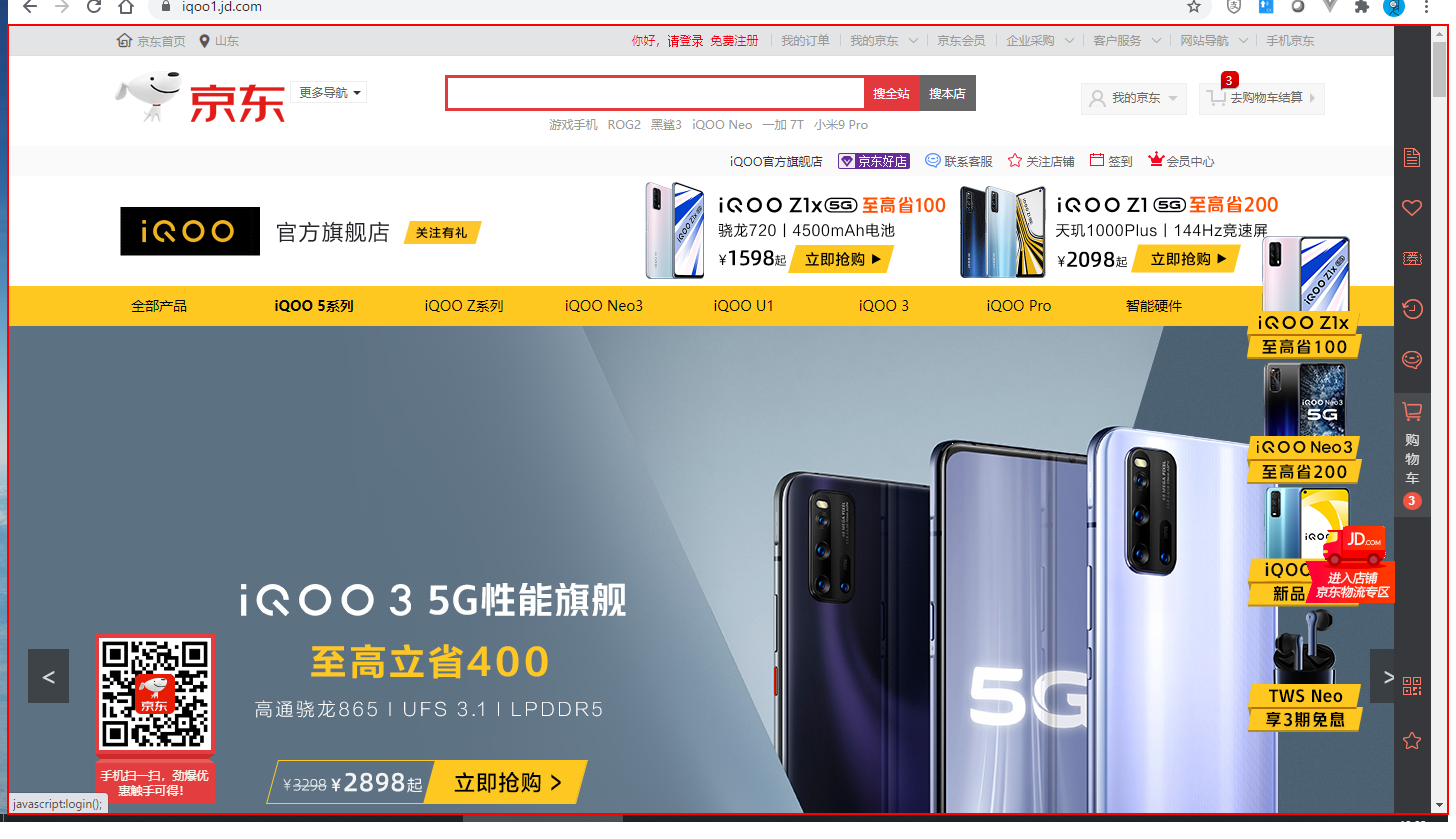 iqoo1.jd.com
京东首页 山东 你好，请登录 免费注册 我的订单 我的京东 京东会员 企业采购 客户服务 网站导航 手机京东
京东 更多导航 搜全站 搜本店 我的京东 3 去购物车结算
游戏手机 ROG2 黑鲨3 iQOO Neo 一加 7T 小米9 Pro
iQOO官方旗舰店 京东好店 联系客服 关注店铺 签到 会员中心
iQOO 官方旗舰店 关注有礼
iQOO Z1x 5G 至高省100
骁龙720 | 4500mAh电池
¥1598起 立即抢购
iQOO Z1 5G 至高省200
天玑1000Plus | 144Hz竞速屏
¥2098起 立即抢购
全部产品 iQOO 5系列 iQOO Z系列 iQOO Neo3 iQOO U1 iQOO 3 iQOO Pro 智能硬件
iQOO Z1x
iQOO Z1x
至高省100
iQOO Neo3
5G
iQOO Neo3
至高省200
iQOO
新品
JD.COM
进入店铺
京东物流专区
TWS Neo
享3期免息
购
物
车
3
iQOO 3 5G性能旗舰
至高立省400
高通骁龙865 | UFS 3.1 | LPDDR5
¥3298 ¥2898起 立即抢购 >
5G
<
>
京东
手机扫一扫，劲爆优
惠触手可得！
javascript:login();